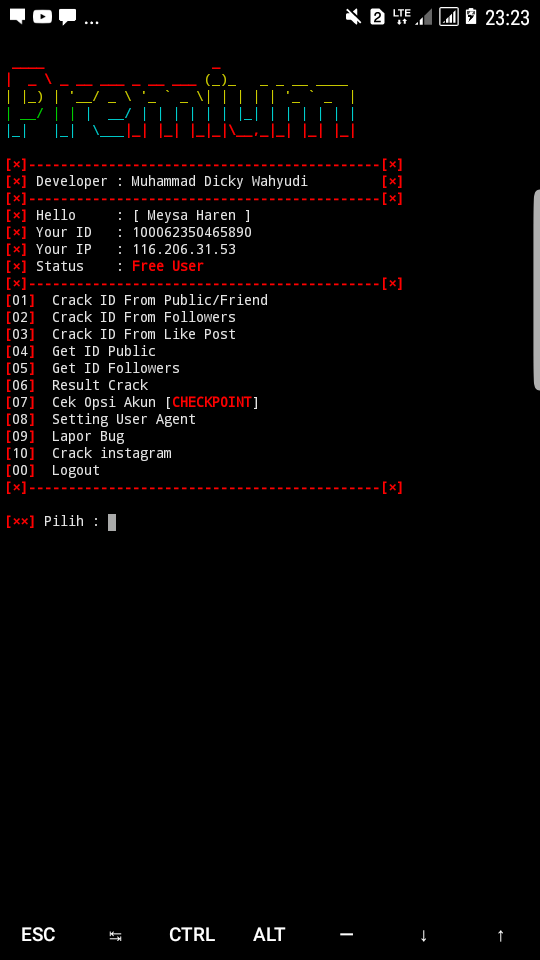 2 LTE 23:23
Premium
[×]--------------------------------------------[×]
[×] Developer : Muhammad Dicky Wahyudi [×]
[×]--------------------------------------------[×]
[×] Hello : [ Meysa Haren ]
[×] Your ID : 100062350465890
[×] Your IP : 116.206.31.53
[×] Status : Free User
[×]--------------------------------------------[×]
[01] Crack ID From Public/Friend
[02] Crack ID From Followers
[03] Crack ID From Like Post
[04] Get ID Public
[05] Get ID Followers
[06] Result Crack
[07] Cek Opsi Akun [CHECKPOINT]
[08] Setting User Agent
[09] Lapor Bug
[10] Crack instagram
[00] Logout
[×]--------------------------------------------[×]
[××] Pilih :
ESC ↹ CTRL ALT — ↓ ↑